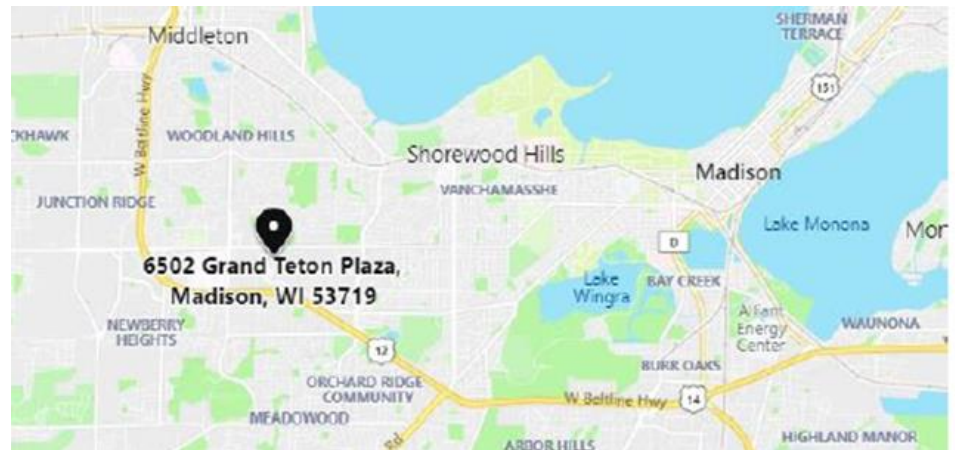 SHERMAN
TERRACE
Middleton
151
W Beltline Hwy
CKHAWK
WOODLAND HILLS
Shorewood Hills
Madison
VANCHAMASSHE
JUNCTION RIDGE
Lake Monona
Mor
D
6502 Grand Teton Plaza,
Madison, WI 53719
Lake
Wingra
BAY CREEK
Alliant
Energy
Center
NEWBERRY
HEIGHTS
WAUNONA
12
BURR OAKS
ORCHARD RIDGE
COMMUNITY
W Beltline Hwy
14
MEADOWOOD
Rd
ARBOR HILLS
HIGHLAND MANOR